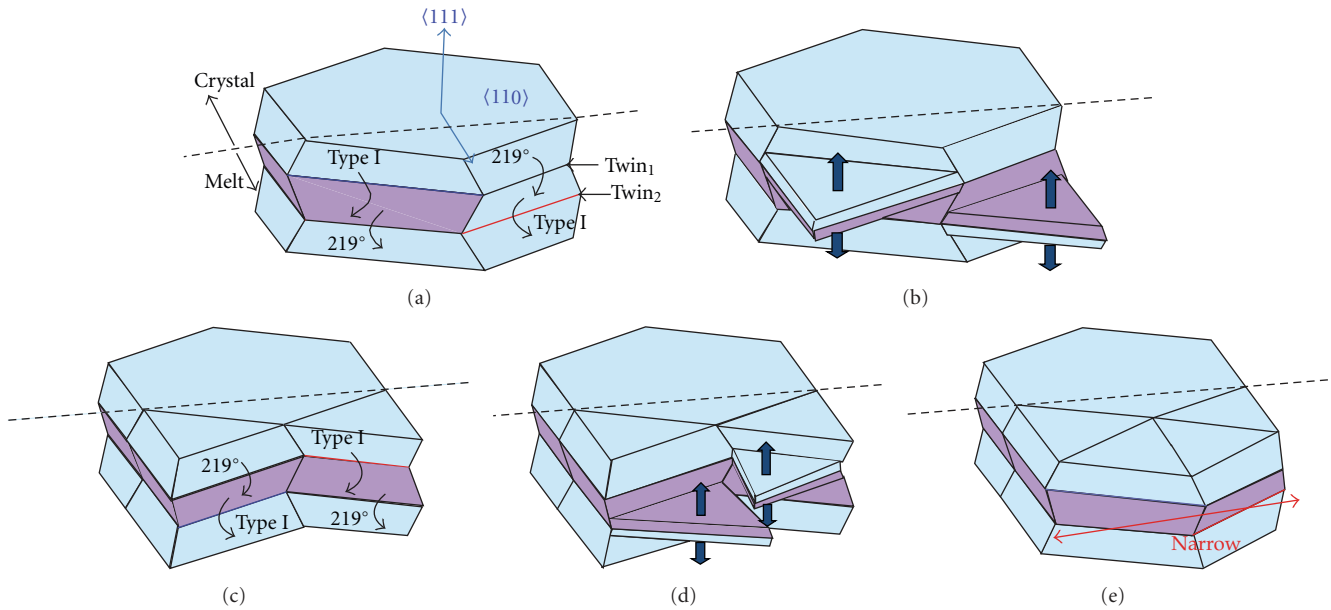 ⟨111⟩
Crystal
⟨110⟩
Type I
219°
Twin₁
Melt
Twin₂
Type I
219°
(a)
(b)
Type I
219°
Type I
219°
Narrow
(c)
(d)
(e)